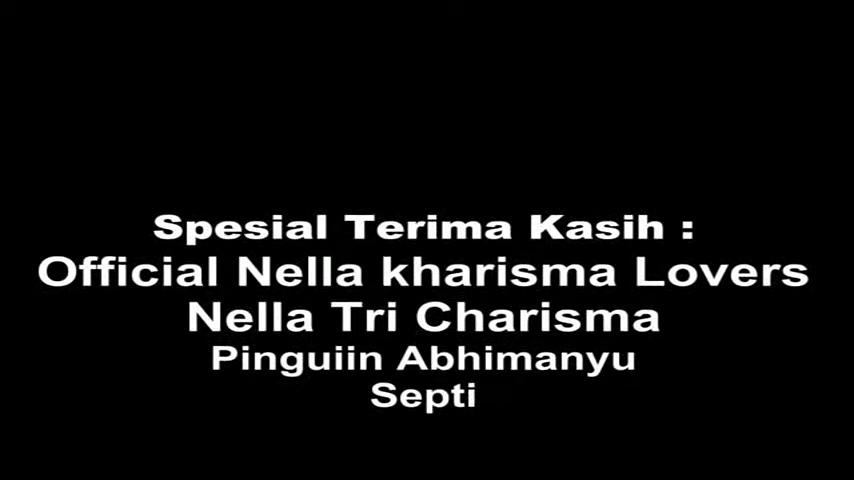 Spesial Terima Kasih :
Official Nella kharisma Lovers
Nella Tri Charisma
Pinguiin Abhimanyu
Septi